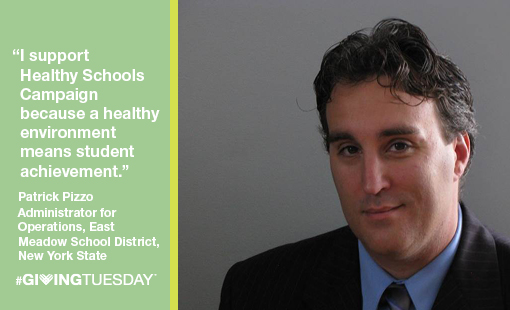 “I support
Healthy Schools
Campaign
because a healthy
environment
means student
achievement.”
Patrick Pizzo
Administrator for
Operations, East
Meadow School District,
New York State
#GIVINGTUESDAY™